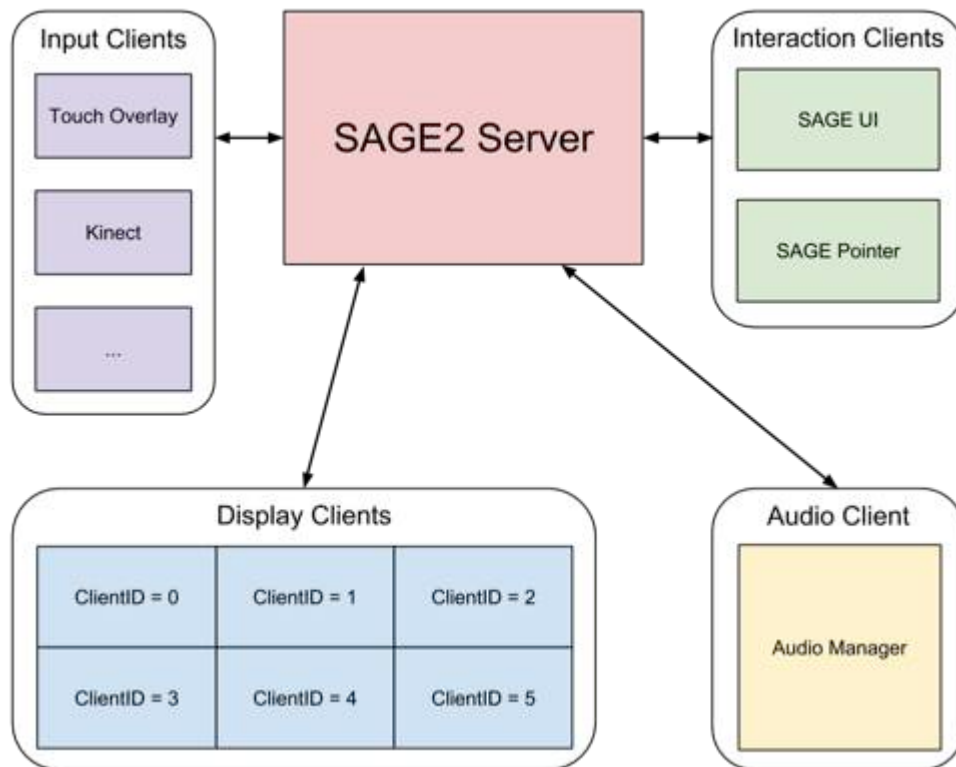 Input Clients
Touch Overlay
Kinect
...
SAGE2 Server
Interaction Clients
SAGE UI
SAGE Pointer
Display Clients
ClientID = 0
ClientID = 1
ClientID = 2
ClientID = 3
ClientID = 4
ClientID = 5
Audio Client
Audio Manager